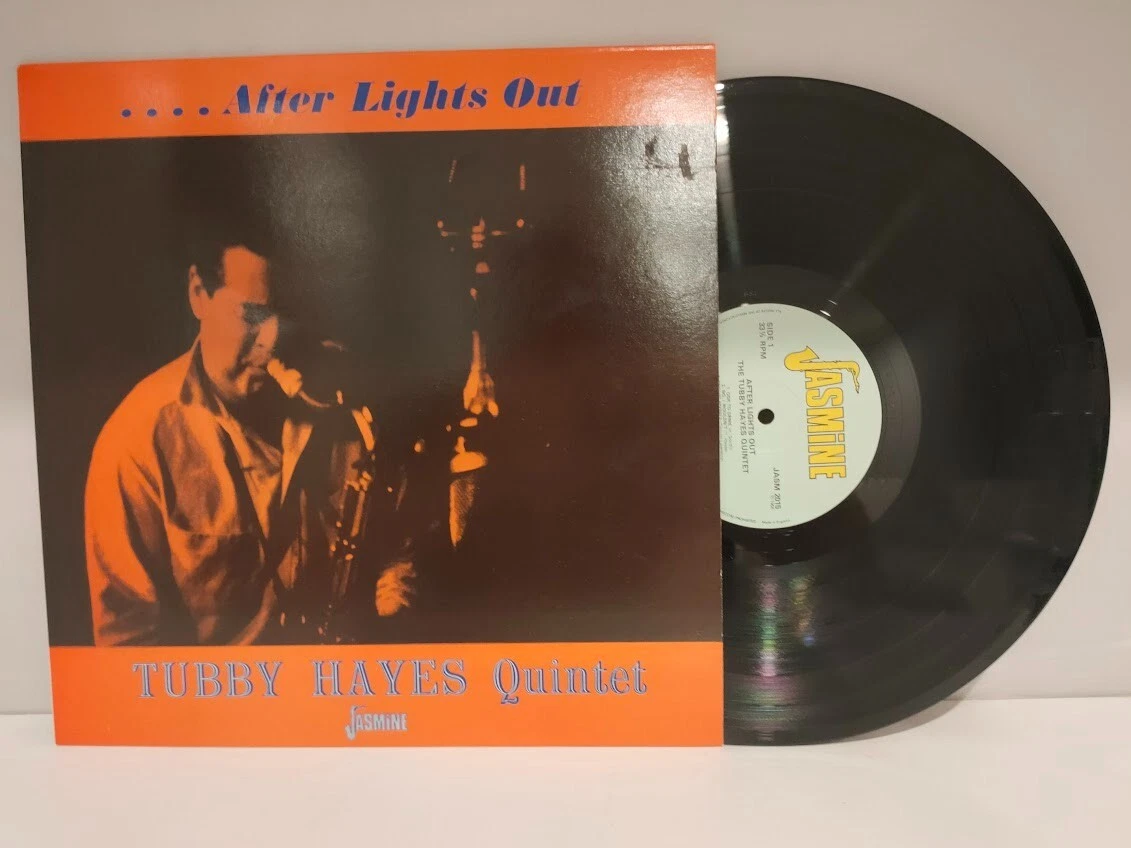 ....After Lights Out
TUBBY HAYES Quintet
JASMiNE
JASMiNE
SIDE 1
33⅓ RPM
JASM 2015
AFTER LIGHTS OUT
THE TUBBY HAYES QUINTET